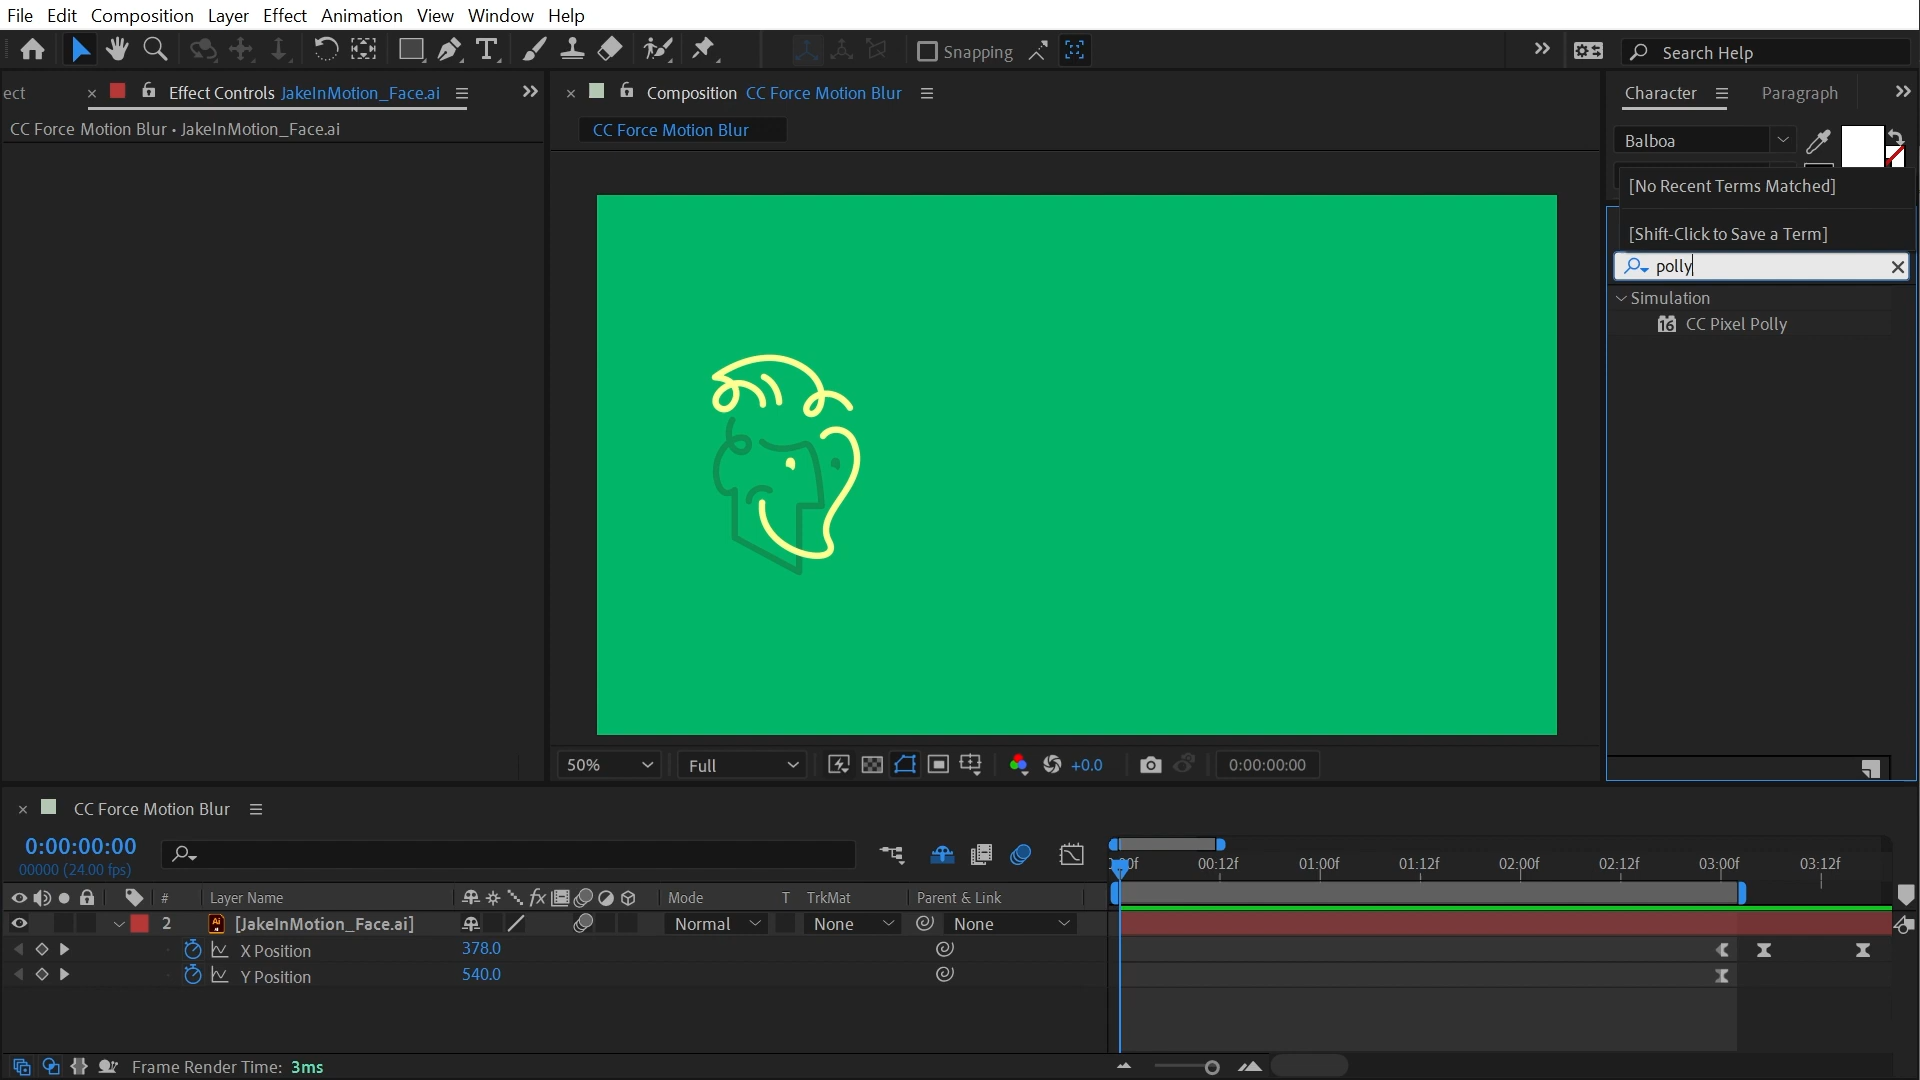 File Edit Composition Layer Effect Animation View Window Help
Snapping
Search Help
ect
Effect Controls JakeInMotion_Face.ai
CC Force Motion Blur • JakeInMotion_Face.ai
Composition CC Force Motion Blur
CC Force Motion Blur
Character Paragraph
Balboa
[No Recent Terms Matched]
[Shift-Click to Save a Term]
polly
Simulation
16 CC Pixel Polly
50% Full +0.0 0:00:00:00
CC Force Motion Blur
0:00:00:00
00000 (24.00 fps)
00f 00:12f 01:00f 01:12f 02:00f 02:12f 03:00f 03:12f
# Layer Name fx Mode T TrkMat Parent & Link
2 Ai [JakeInMotion_Face.ai] Normal None None
X Position 378.0
Y Position 540.0
Frame Render Time: 3ms